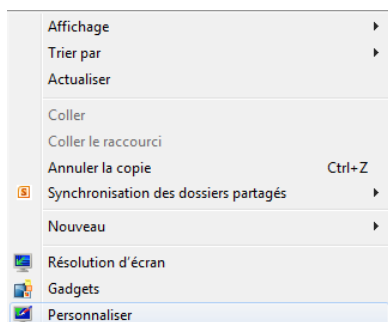 Affichage
Trier par
Actualiser
Coller
Coller le raccourci
Annuler la copie Ctrl+Z
S Synchronisation des dossiers partagés
Nouveau
Résolution d'écran
Gadgets
Personnaliser